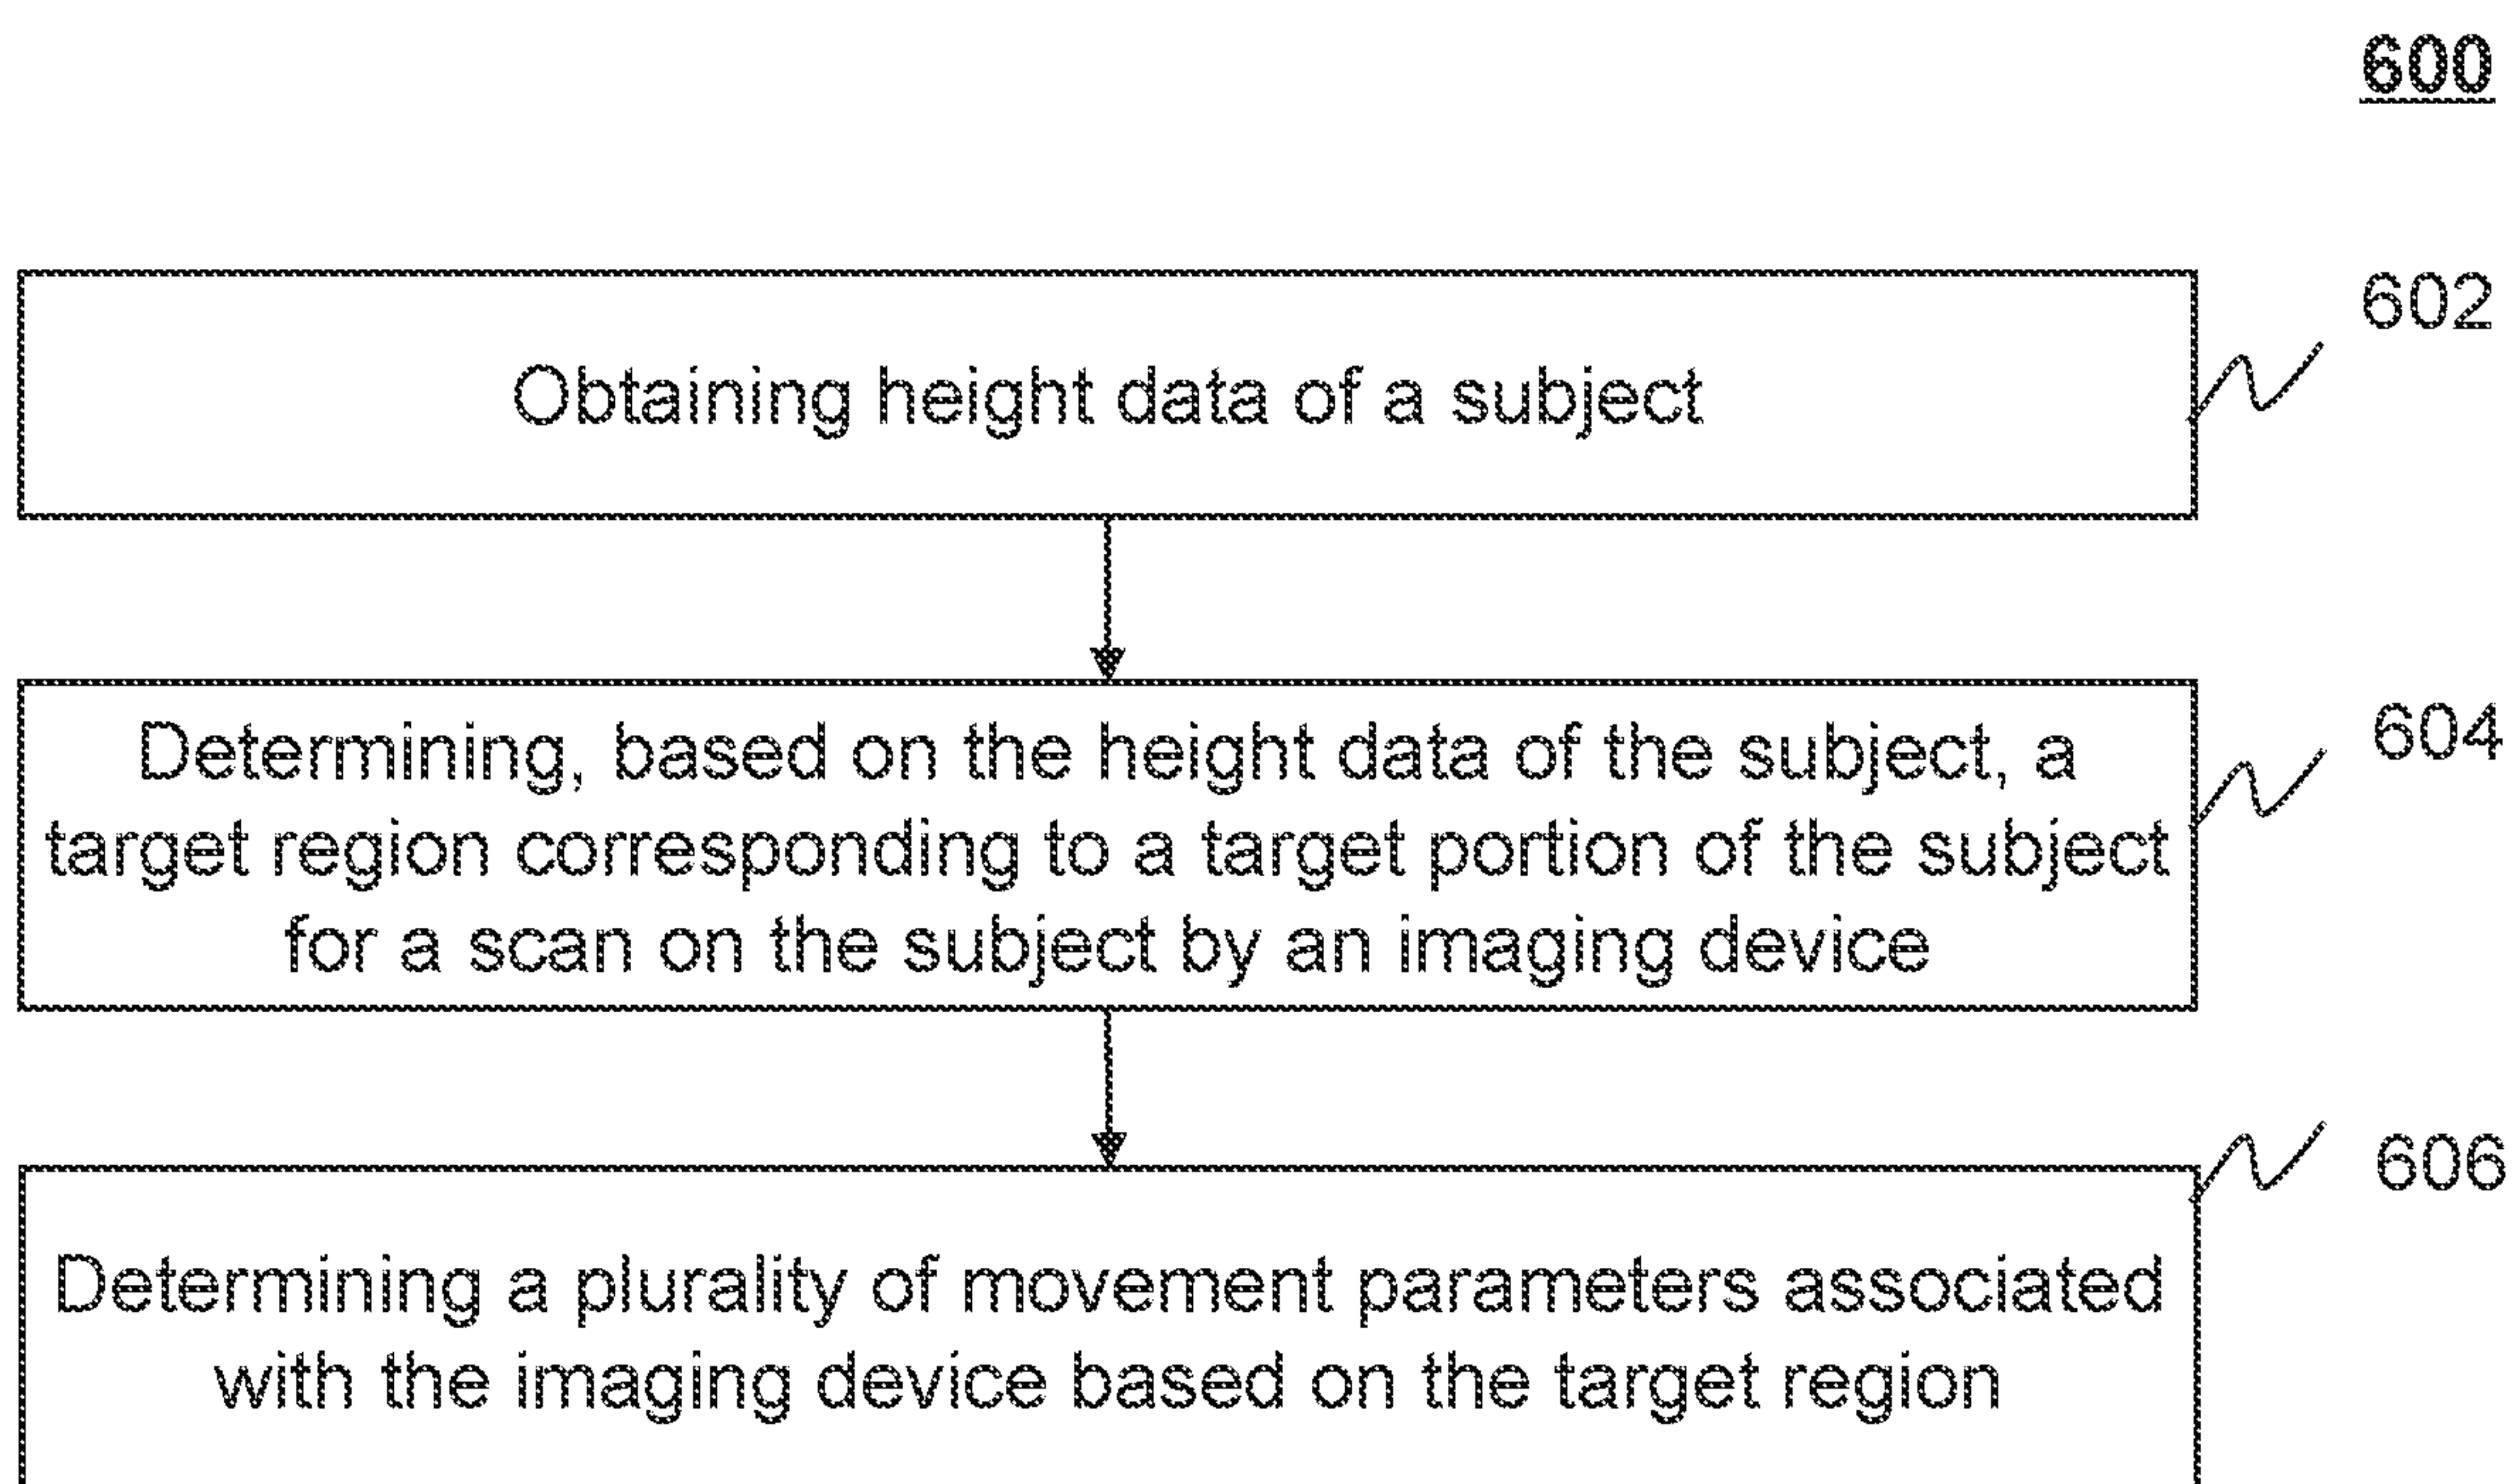 600
602
Obtaining height data of a subject
604
Determining, based on the height data of the subject, a
target region corresponding to a target portion of the subject
for a scan on the subject by an imaging device
606
Determining a plurality of movement parameters associated
with the imaging device based on the target region